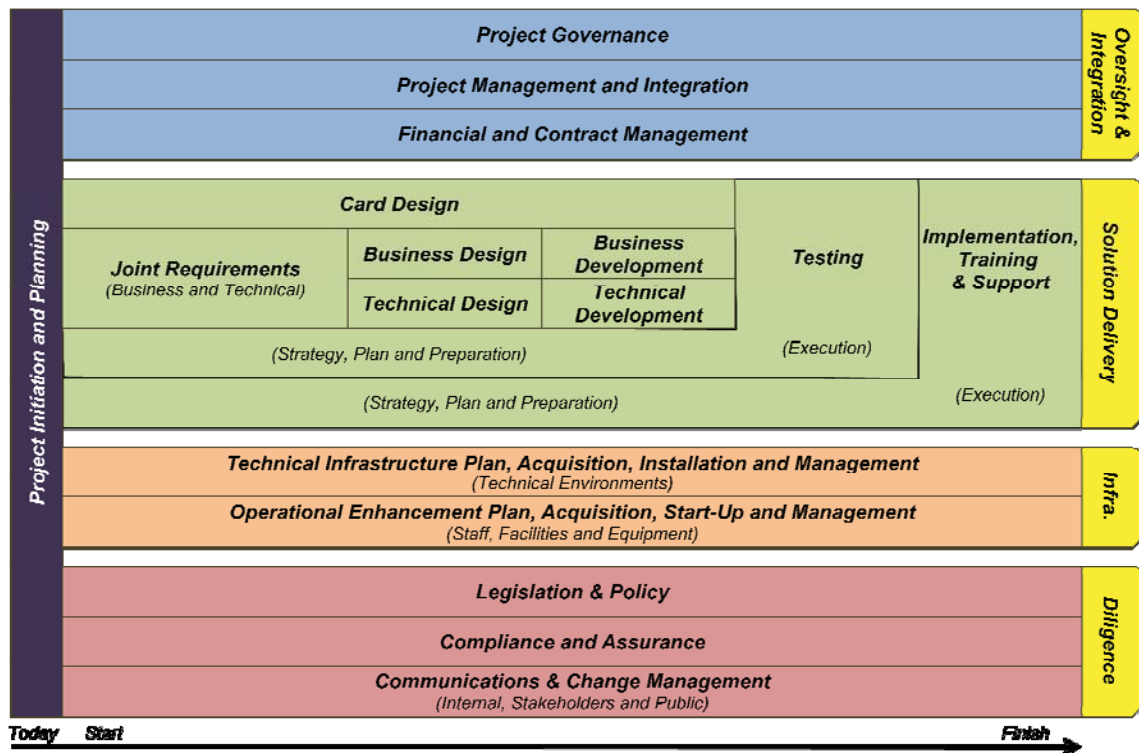 Project Initiation and Planning
Project Governance
Project Management and Integration
Financial and Contract Management
Oversight &
Integration
Card Design
Joint Requirements
(Business and Technical)
Business Design
Technical Design
Business
Development
Technical
Development
(Strategy, Plan and Preparation)
Testing
(Execution)
Implementation,
Training
& Support
(Strategy, Plan and Preparation)
(Execution)
Solution Delivery
Technical Infrastructure Plan, Acquisition, Installation and Management
(Technical Environments)
Operational Enhancement Plan, Acquisition, Start-Up and Management
(Staff, Facilities and Equipment)
Infra.
Legislation & Policy
Compliance and Assurance
Communications & Change Management
(Internal, Stakeholders and Public)
Diligence
Today Start Finish